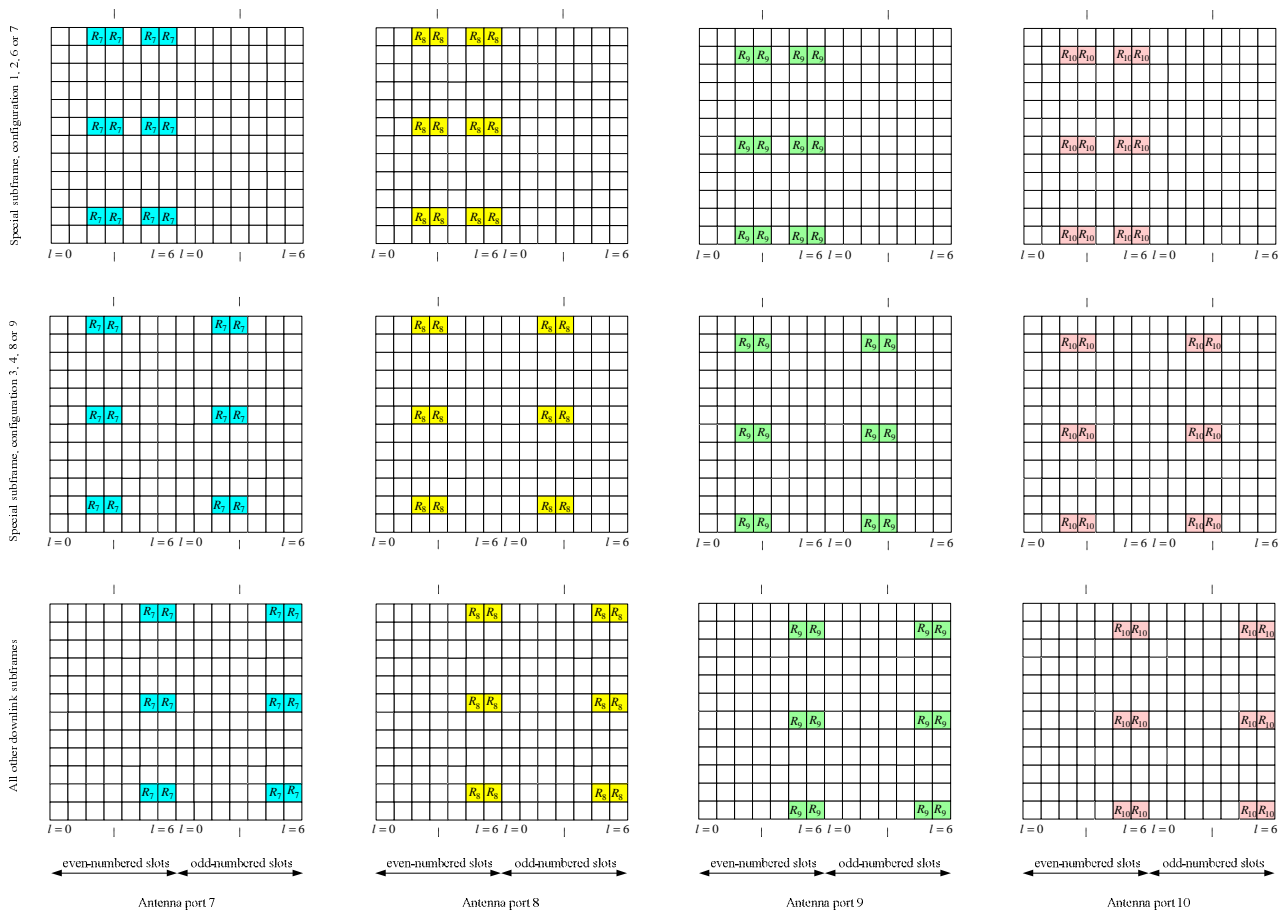 Special subframe, configuration 1, 2, 6 or 7
R7 R7 R7 R7 R8 R8 R8 R8
R9 R9 R9 R9 R10 R10 R10 R10
R7 R7 R7 R7 R8 R8 R8 R8
R9 R9 R9 R9 R10 R10 R10 R10
R7 R7 R7 R7 R8 R8 R8 R8
R9 R9 R9 R9 R10 R10 R10 R10
l = 0 l = 6 l = 0 l = 6 l = 0 l = 6 l = 0 l = 6 l = 0 l = 6 l = 0 l = 6 l = 0 l = 6 l = 0 l = 6
Special subframe, configuration 3, 4, 8 or 9
R7 R7 R7 R7 R8 R8 R8 R8
R9 R9 R9 R9 R10 R10 R10 R10
R7 R7 R7 R7 R8 R8 R8 R8
R9 R9 R9 R9 R10 R10 R10 R10
R7 R7 R7 R7 R8 R8 R8 R8
R9 R9 R9 R9 R10 R10 R10 R10
l = 0 l = 6 l = 0 l = 6 l = 0 l = 6 l = 0 l = 6 l = 0 l = 6 l = 0 l = 6 l = 0 l = 6 l = 0 l = 6
All other downlink subframes
R7 R7 R7 R7 R8 R8 R8 R8
R9 R9 R9 R9 R10 R10 R10 R10
R7 R7 R7 R7 R8 R8 R8 R8
R9 R9 R9 R9 R10 R10 R10 R10
R7 R7 R7 R7 R8 R8 R8 R8
R9 R9 R9 R9 R10 R10 R10 R10
l = 0 l = 6 l = 0 l = 6 l = 0 l = 6 l = 0 l = 6 l = 0 l = 6 l = 0 l = 6 l = 0 l = 6 l = 0 l = 6
even-numbered slots odd-numbered slots even-numbered slots odd-numbered slots even-numbered slots odd-numbered slots even-numbered slots odd-numbered slots
Antenna port 7 Antenna port 8 Antenna port 9 Antenna port 10